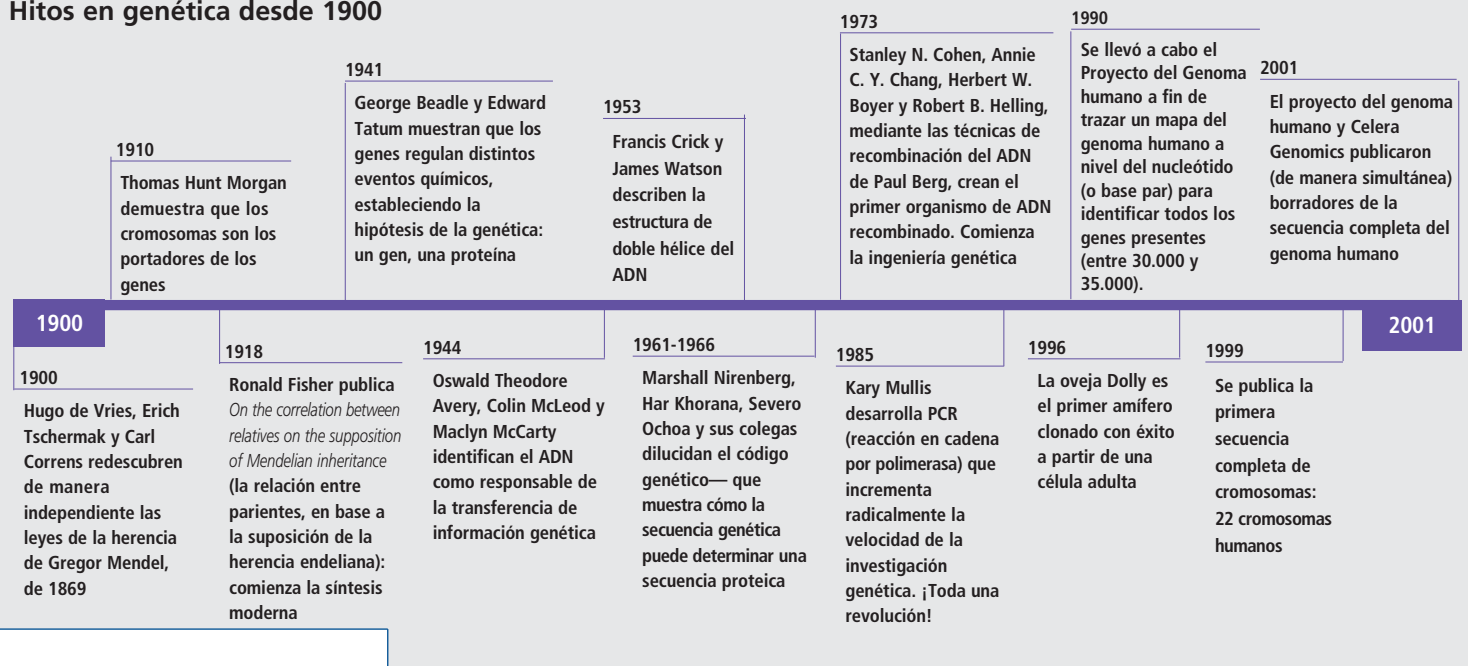 Hitos en genética desde 1900
1910
Thomas Hunt Morgan
demuestra que los
cromosomas son los
portadores de los
genes
1941
George Beadle y Edward
Tatum muestran que los
genes regulan distintos
eventos químicos,
estableciendo la
hipótesis de la genética:
un gen, una proteína
1953
Francis Crick y
James Watson
describen la
estructura de
doble hélice del
ADN
1973
Stanley N. Cohen, Annie
C. Y. Chang, Herbert W.
Boyer y Robert B. Helling,
mediante las técnicas de
recombinación del ADN
de Paul Berg, crean el
primer organismo de ADN
recombinado. Comienza
la ingeniería genética
1990
Se llevó a cabo el
Proyecto del Genoma
humano a fin de
trazar un mapa del
genoma humano a
nivel del nucleótido
(o base par) para
identificar todos los
genes presentes
(entre 30.000 y
35.000).
2001
El proyecto del genoma
humano y Celera
Genomics publicaron
(de manera simultánea)
borradores de la
secuencia completa del
genoma humano
1900
2001
1900
Hugo de Vries, Erich
Tschermak y Carl
Correns redescubren
de manera
independiente las
leyes de la herencia
de Gregor Mendel,
de 1869
1918
Ronald Fisher publica
On the correlation between
relatives on the supposition
of Mendelian inheritance
(la relación entre
parientes, en base a
la suposición de la
herencia endeliana):
comienza la síntesis
moderna
1944
Oswald Theodore
Avery, Colin McLeod y
Maclyn McCarty
identifican el ADN
como responsable de
la transferencia de
información genética
1961-1966
Marshall Nirenberg,
Har Khorana, Severo
Ochoa y sus colegas
dilucidan el código
genético— que
muestra cómo la
secuencia genética
puede determinar una
secuencia proteica
1985
Kary Mullis
desarrolla PCR
(reacción en cadena
por polimerasa) que
incrementa
radicalmente la
velocidad de la
investigación
genética. ¡Toda una
revolución!
1996
La oveja Dolly es
el primer amífero
clonado con éxito
a partir de una
célula adulta
1999
Se publica la
primera
secuencia
completa de
cromosomas:
22 cromosomas
humanos